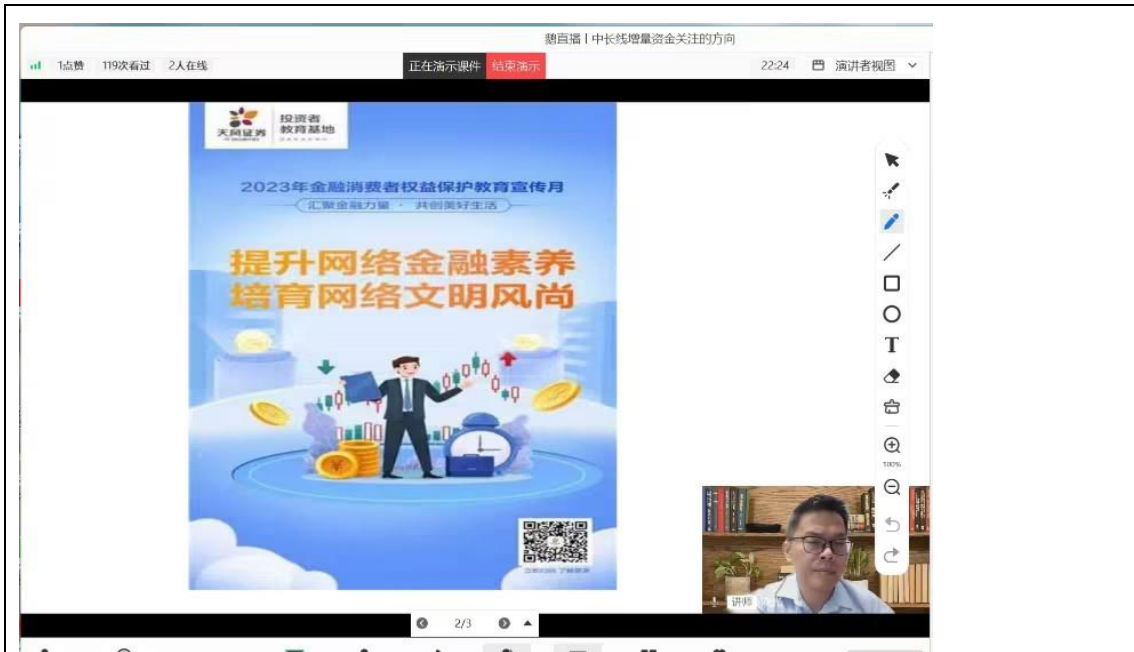 鹅直播 | 中长线增量资金关注的方向
1点赞 119次看过 2人在线
正在演示课件 结束演示
22:24 演讲者视图
天风证券
投资者
教育基地
2023年金融消费者权益保护教育宣传月
汇聚金融力量 · 共创美好生活
提升网络金融素养
培育网络文明风尚
T
100%
讲师
2/3